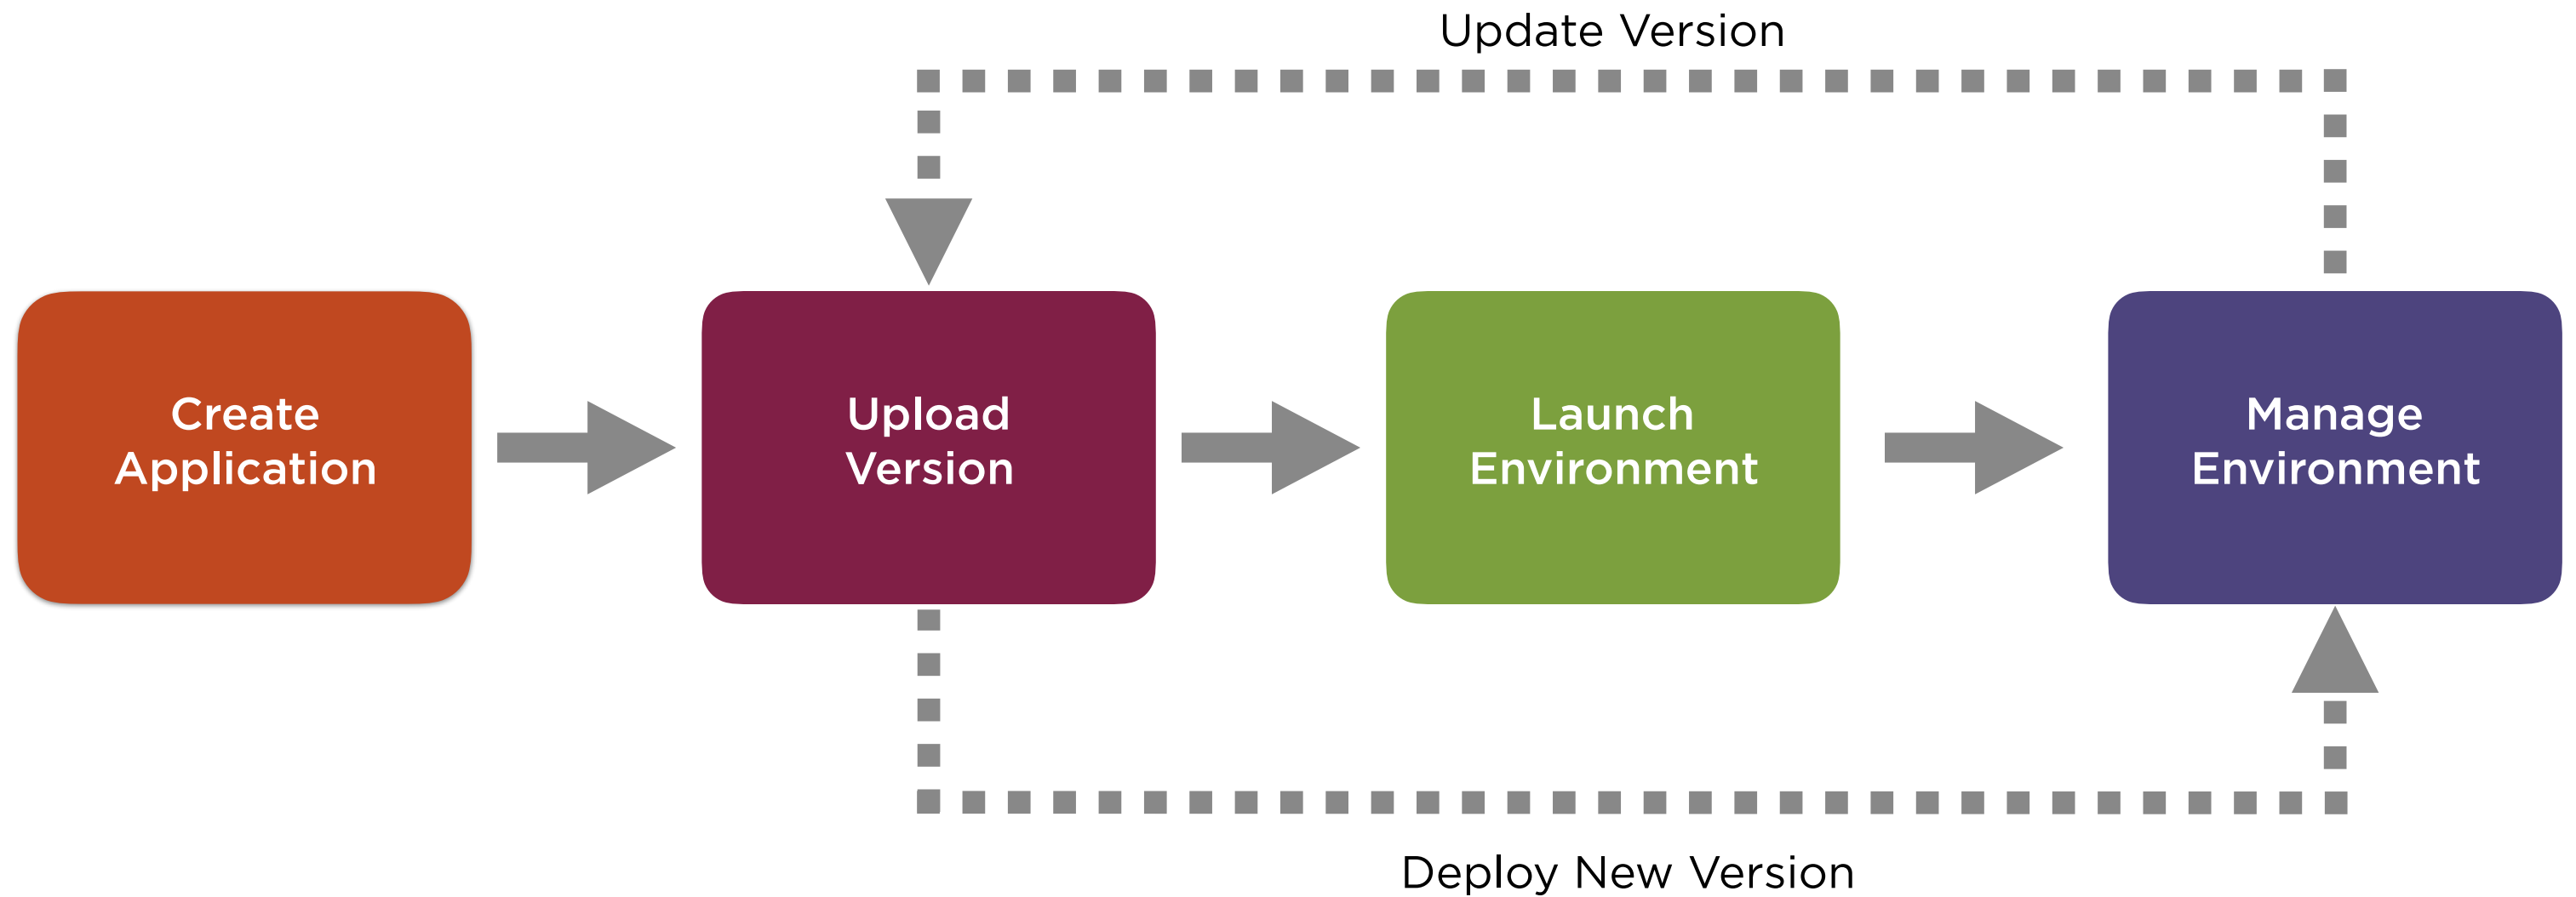 Update Version
Create
Application
Upload
Version
Launch
Environment
Manage
Environment
Deploy New Version